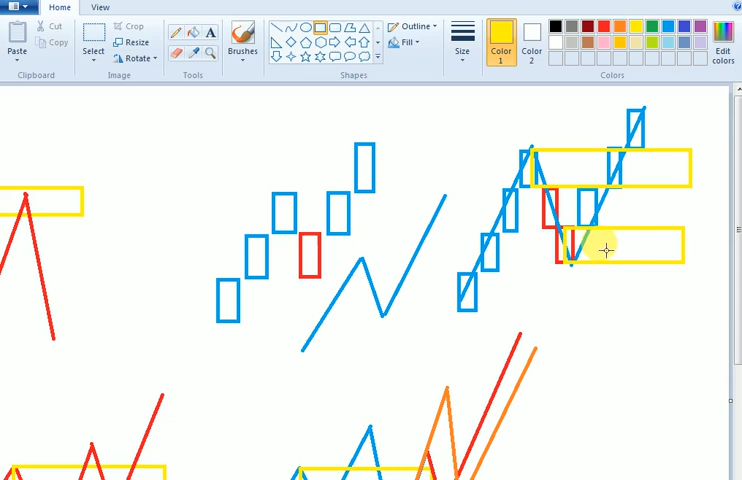 Home View
Paste
Cut
Copy
Clipboard
Select
Crop
Resize
Rotate
Image
A
Tools
Brushes
Outline
Fill
Shapes
Size
Color
1
Color
2
Edit
colors
Colors